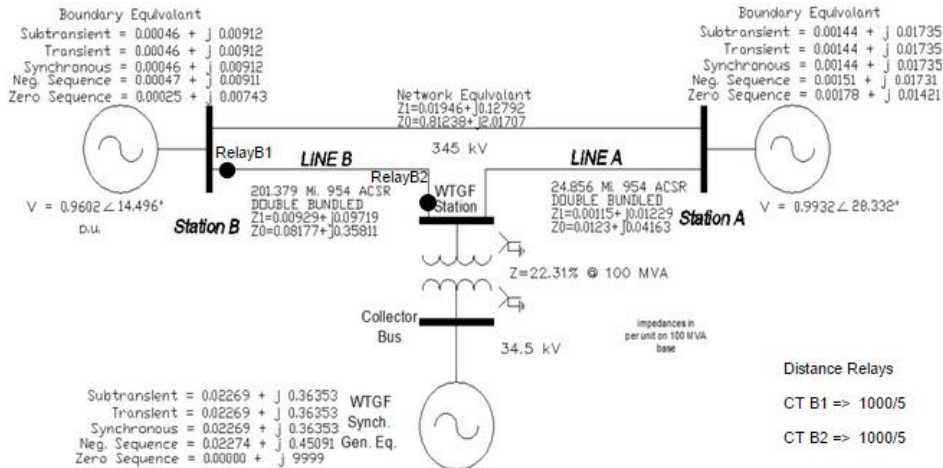 Boundary Equivalent
Subtransient = 0.00046 + j 0.00912
Transient = 0.00046 + j 0.00912
Synchronous = 0.00046 + j 0.00912
Neg. Sequence = 0.00047 + j 0.00911
Zero Sequence = 0.00025 + j 0.00743
Boundary Equivalent
Subtransient = 0.00144 + j 0.01735
Transient = 0.00144 + j 0.01735
Synchronous = 0.00144 + j 0.01735
Neg. Sequence = 0.00151 + j 0.01731
Zero Sequence = 0.00178 + j 0.01421
Network Equivalent
Z1=0.01946+j0.12792
Z0=0.81238+j2.01707
345 kV
RelayB1
LINE B
RelayB2
LINE A
201.379 Mi. 954 ACSR
DOUBLE BUNDLED
Z1=0.00929+j0.09719
Z0=0.08177+j0.35811
WTGF
Station
24.856 Mi. 954 ACSR
DOUBLE BUNDLED
Z1=0.00115+j0.01229
Z0=0.0123+j0.04163
V = 0.9602∠14.496°
p.u.
Station B
Station A
V = 0.9932∠28.332°
Z=22.31% @ 100 MVA
Collector
Bus
34.5 kV
impedances in
per unit on 100 MVA
base
Distance Relays
CT B1 => 1000/5
CT B2 => 1000/5
Subtransient = 0.02269 + j 0.36353
Transient = 0.02269 + j 0.36353
Synchronous = 0.02269 + j 0.36353
Neg. Sequence = 0.02274 + j 0.45091
Zero Sequence = 0.00000 + j 9999
WTGF
Synch.
Gen. Eq.